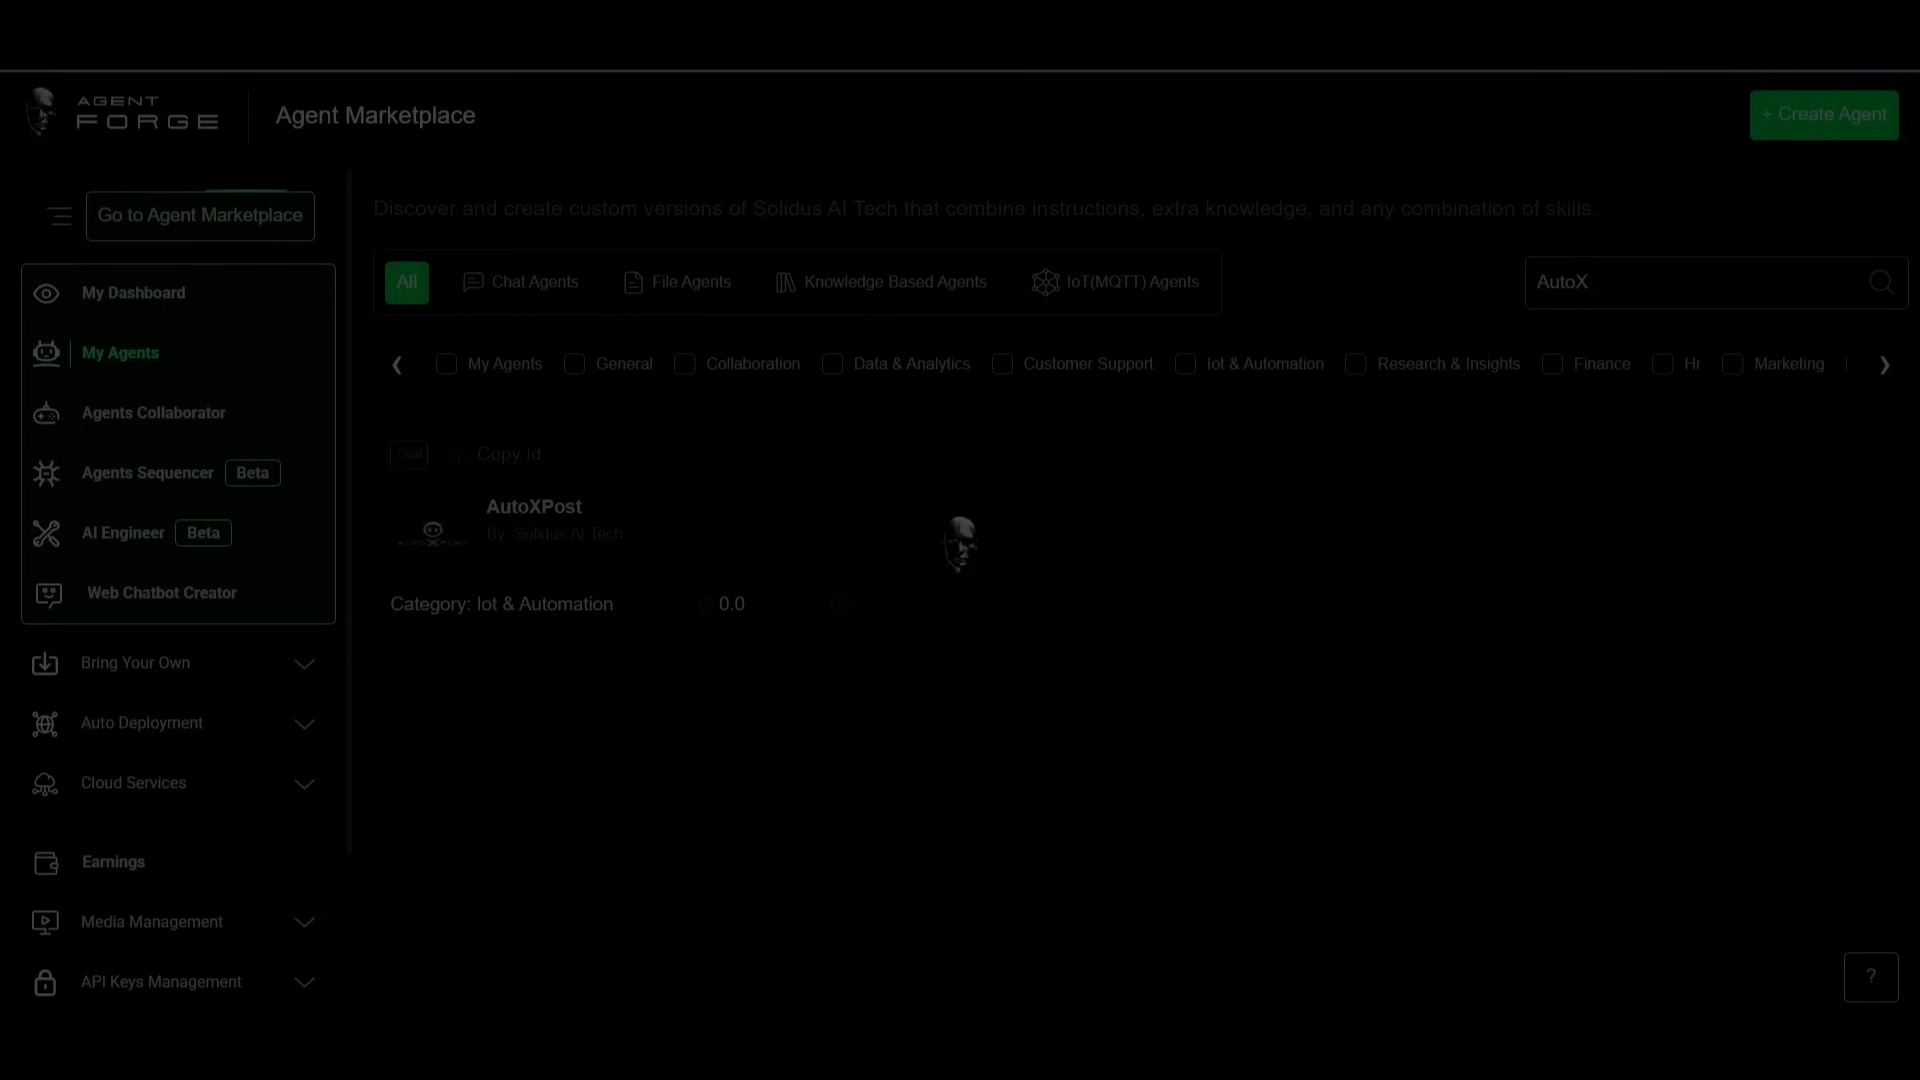 AGENT
FORGE
Agent Marketplace
+ Create Agent
Go to Agent Marketplace
Discover and create custom versions of Solidus AI Tech that combine instructions, extra knowledge, and any combination of skills.
All
Chat Agents
File Agents
Knowledge Based Agents
IoT(MQTT) Agents
AutoX
My Dashboard
My Agents
Agents Collaborator
Agents Sequencer Beta
AI Engineer Beta
Web Chatbot Creator
Bring Your Own
Auto Deployment
Cloud Services
Earnings
Media Management
API Keys Management
My Agents
General
Collaboration
Data & Analytics
Customer Support
Iot & Automation
Research & Insights
Finance
Hr
Marketing
Chat
Copy Id
AutoXPost
By: Solidus AI Tech
Category: Iot & Automation
0.0
?